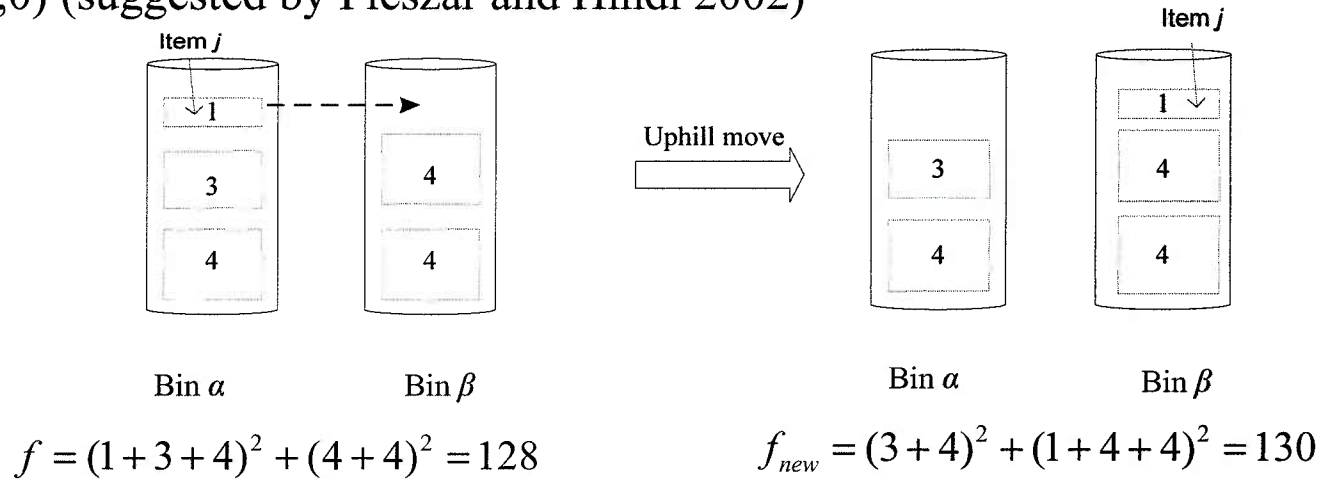 (suggested by Pleszar and Hindi 2002)
Item j
1
3
4
4
4
Bin α
Bin β
f = (1+3+4)² + (4+4)² = 128
Uphill move
Item j
3
4
1
4
4
Bin α
Bin β
f_new = (3+4)² + (1+4+4)² = 130